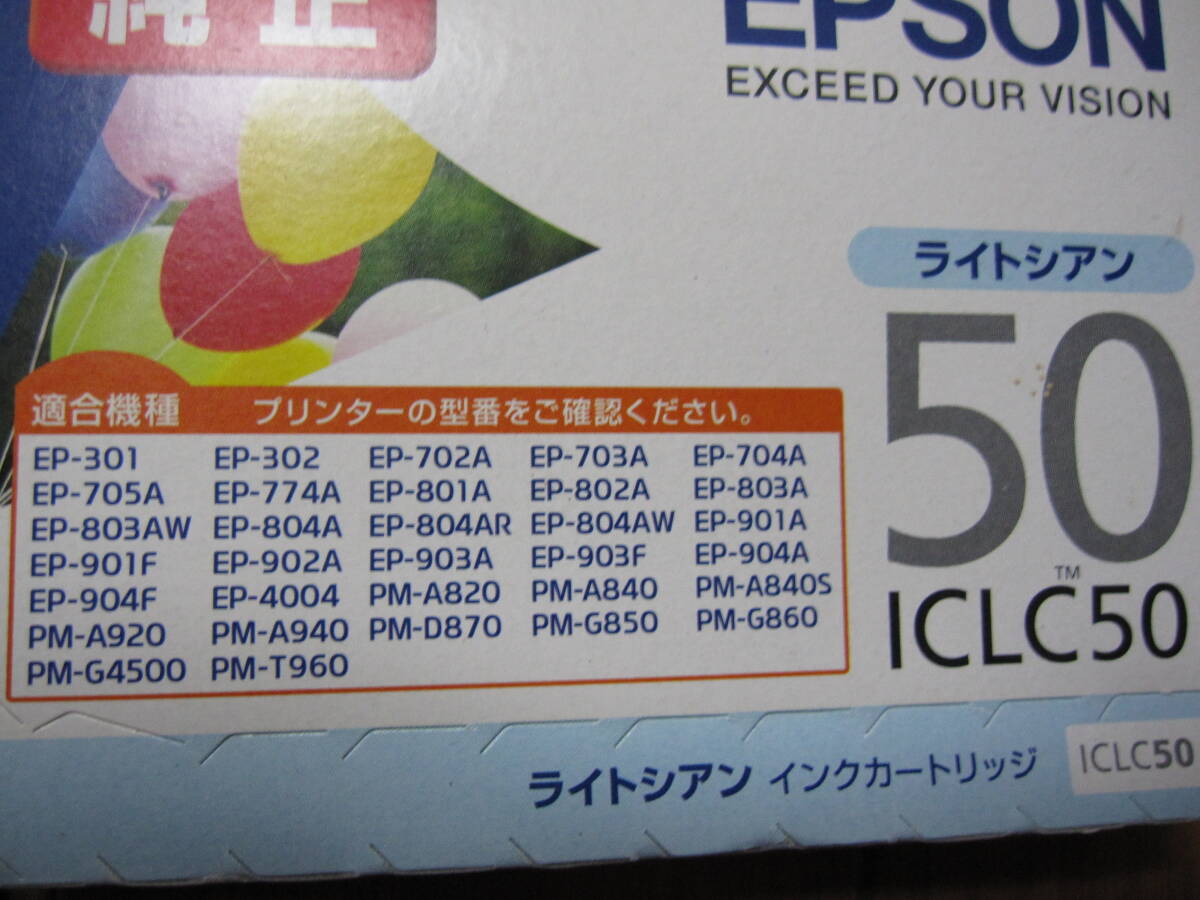 純正
EPSON
EXCEED YOUR VISION
ライトシアン
50
ICLC50™
適合機種 プリンターの型番をご確認ください。
EP-301 EP-302 EP-702A EP-703A EP-704A
EP-705A EP-774A EP-801A EP-802A EP-803A
EP-803AW EP-804A EP-804AR EP-804AW EP-901A
EP-901F EP-902A EP-903A EP-903F EP-904A
EP-904F EP-4004 PM-A820 PM-A840 PM-A840S
PM-A920 PM-A940 PM-D870 PM-G850 PM-G860
PM-G4500 PM-T960
ライトシアン インクカートリッジ ICLC50